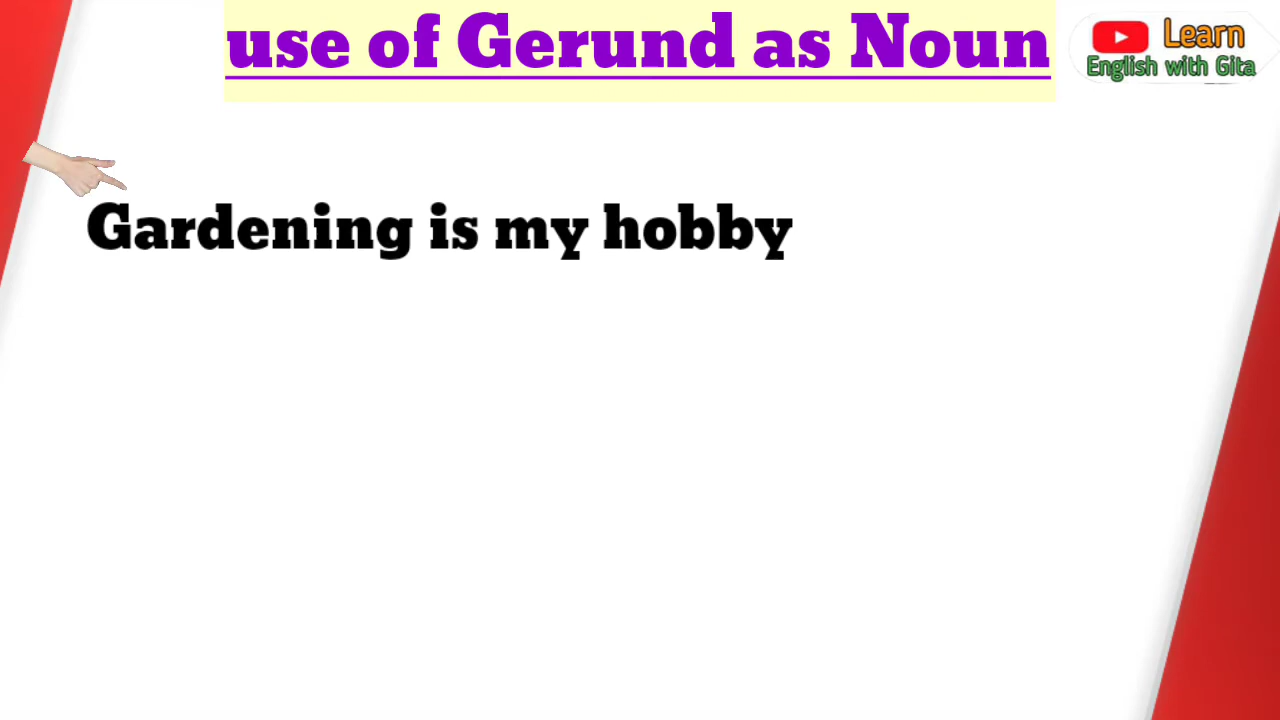 use of Gerund as Noun
Learn
English with Gita
Gardening is my hobby